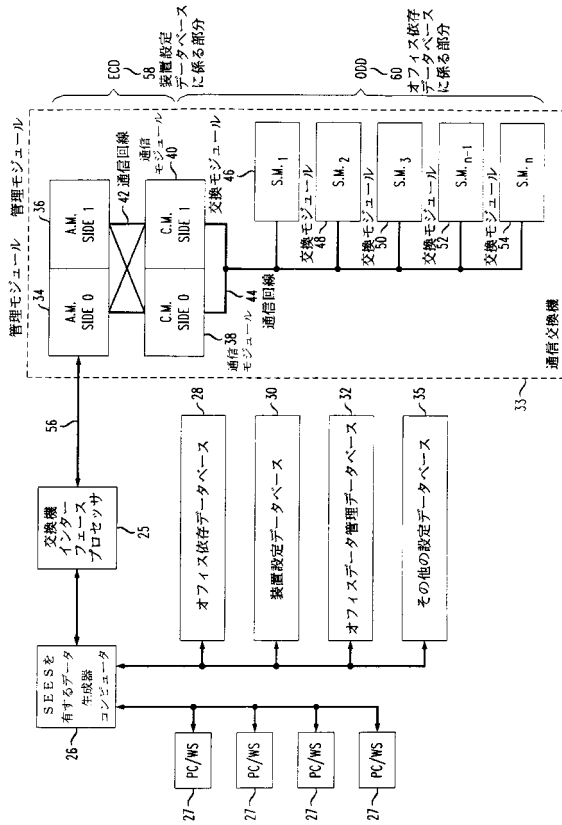 ECD
58
装置設定
データベース
に係る部分
ODD
60
オフィス依存
データベース
に係る部分
管理モジュール
管理モジュール
34
36
A.M.
SIDE 0
A.M.
SIDE 1
42 通信回線
C.M.
SIDE 0
C.M.
SIDE 1
通信
モジュール
40
通信
38
モジュール
44
通信回線
交換モジュール
46
S.M. 1
交換モジュール
48
S.M. 2
交換モジュール
50
S.M. 3
交換モジュール
52
S.M. n-1
交換モジュール
54
S.M. n
通信交換機
33
56
交換機
インター
フェース
プロセッサ
25
オフィス依存データベース
28
装置設定データベース
30
オフィスデータ管理データベース
32
その他の設定データベース
35
SEESを
有するデータ
生成器
コンピュータ
26
PC/WS
27
PC/WS
27
PC/WS
27
PC/WS
27